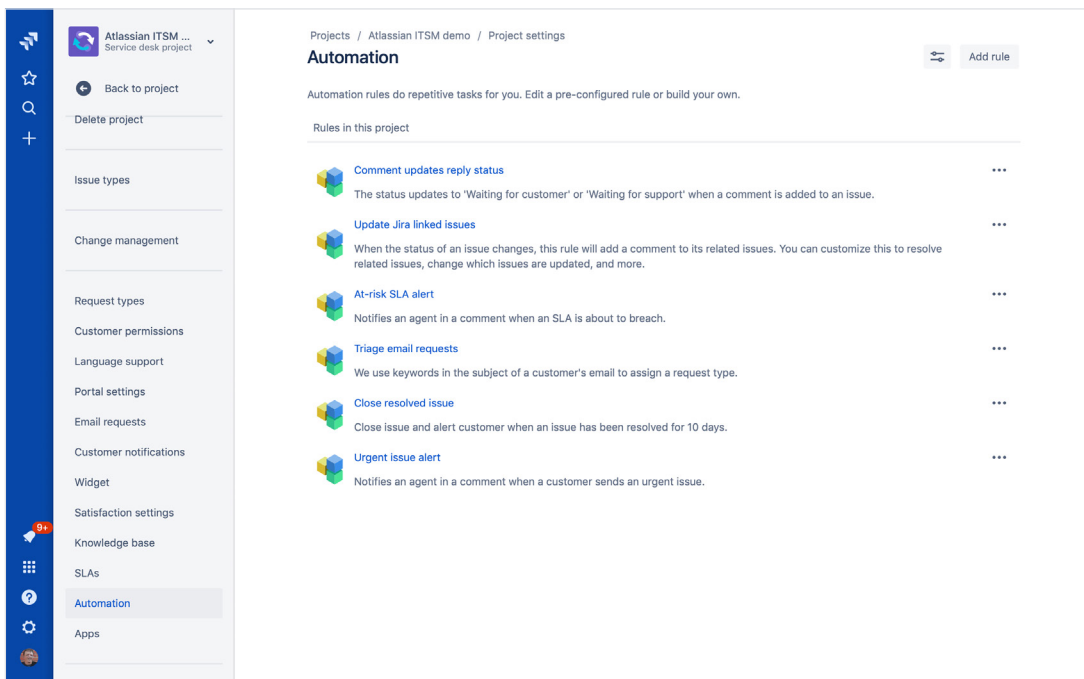 Atlassian ITSM ...
Service desk project
Back to project
Delete project
Issue types
Change management
Request types
Customer permissions
Language support
Portal settings
Email requests
Customer notifications
Widget
Satisfaction settings
Knowledge base
SLAs
Automation
Apps
9+
Projects / Atlassian ITSM demo / Project settings
Automation
Add rule
Automation rules do repetitive tasks for you. Edit a pre-configured rule or build your own.
Rules in this project
Comment updates reply status
The status updates to 'Waiting for customer' or 'Waiting for support' when a comment is added to an issue.
Update Jira linked issues
When the status of an issue changes, this rule will add a comment to its related issues. You can customize this to resolve
related issues, change which issues are updated, and more.
At-risk SLA alert
Notifies an agent in a comment when an SLA is about to breach.
Triage email requests
We use keywords in the subject of a customer's email to assign a request type.
Close resolved issue
Close issue and alert customer when an issue has been resolved for 10 days.
Urgent issue alert
Notifies an agent in a comment when a customer sends an urgent issue.